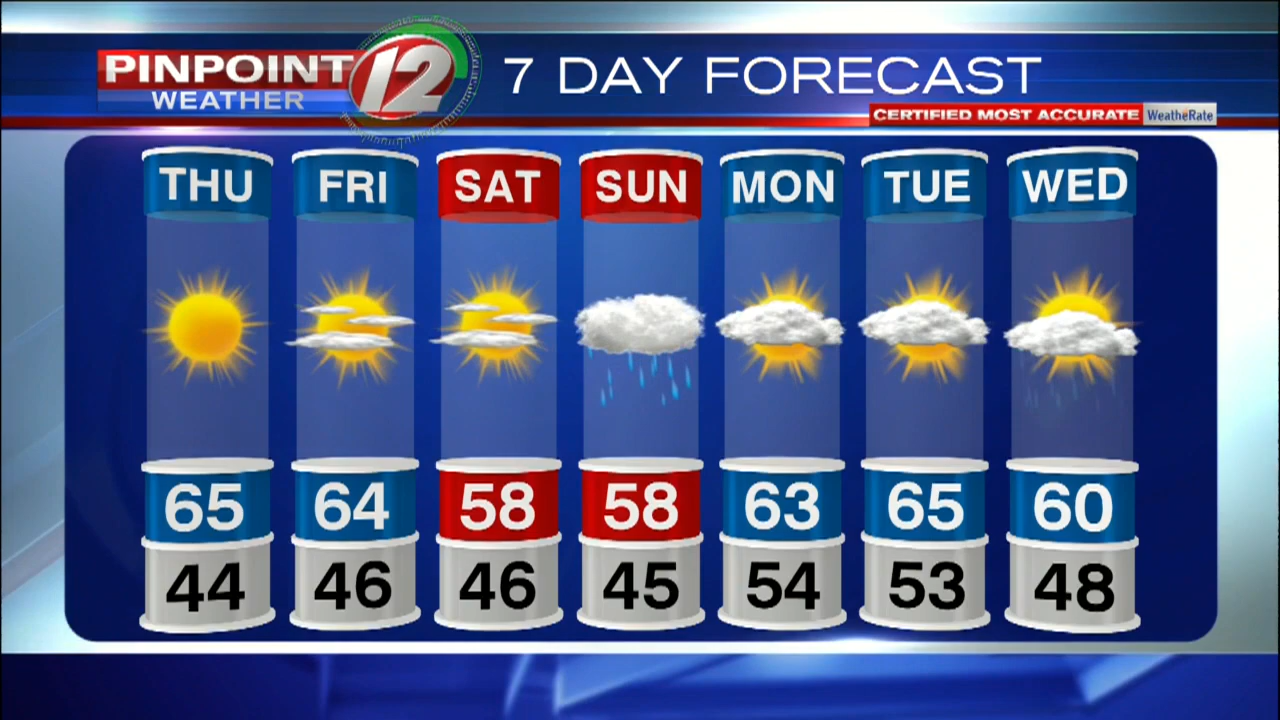 PINPOINT 12
WEATHER
7 DAY FORECAST
CERTIFIED MOST ACCURATE WeatheRate
THU FRI SAT SUN MON TUE WED
65 64 58 58 63 65 60
44 46 46 45 54 53 48